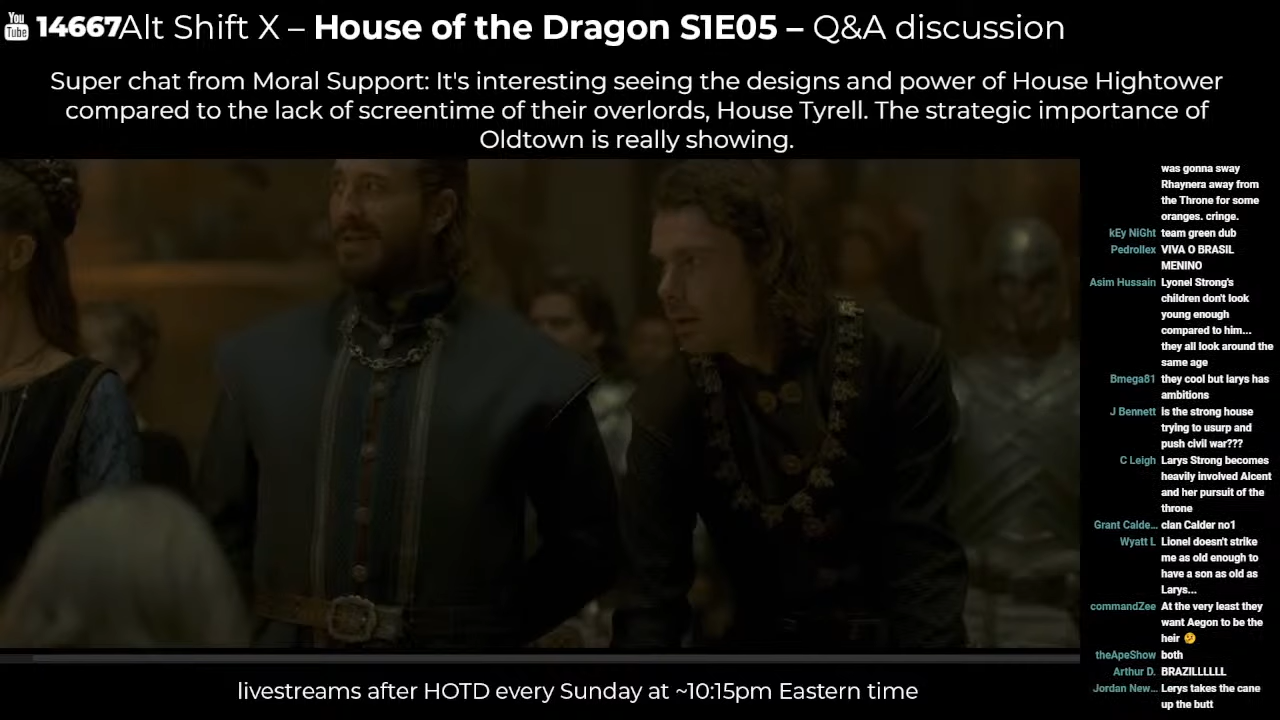 You
Tube
14667
Alt Shift X – House of the Dragon S1E05 – Q&A discussion
Super chat from Moral Support: It's interesting seeing the designs and power of House Hightower
compared to the lack of screentime of their overlords, House Tyrell. The strategic importance of
Oldtown is really showing.
was gonna sway
Rhaynera away from
the Throne for some
oranges. cringe.
kEy NiGht team green dub
Pedrollex VIVA O BRASIL
MENINO
Asim Hussain Lyonel Strong's
children don't look
young enough
compared to him...
they all look around the
same age
Bmega81 they cool but larys has
ambitions
J Bennett is the strong house
trying to usurp and
push civil war???
C Leigh Larys Strong becomes
heavily involved Alcent
and her pursuit of the
throne
Grant Calde... clan Calder no1
Wyatt L Lionel doesn't strike
me as old enough to
have a son as old as
Larys...
commandZee At the very least they
want Aegon to be the
heir 🤔
theApeShow both
Arthur D. BRAZILLLLLL
Jordan New... Lerys takes the cane
up the butt
livestreams after HOTD every Sunday at ~10:15pm Eastern time